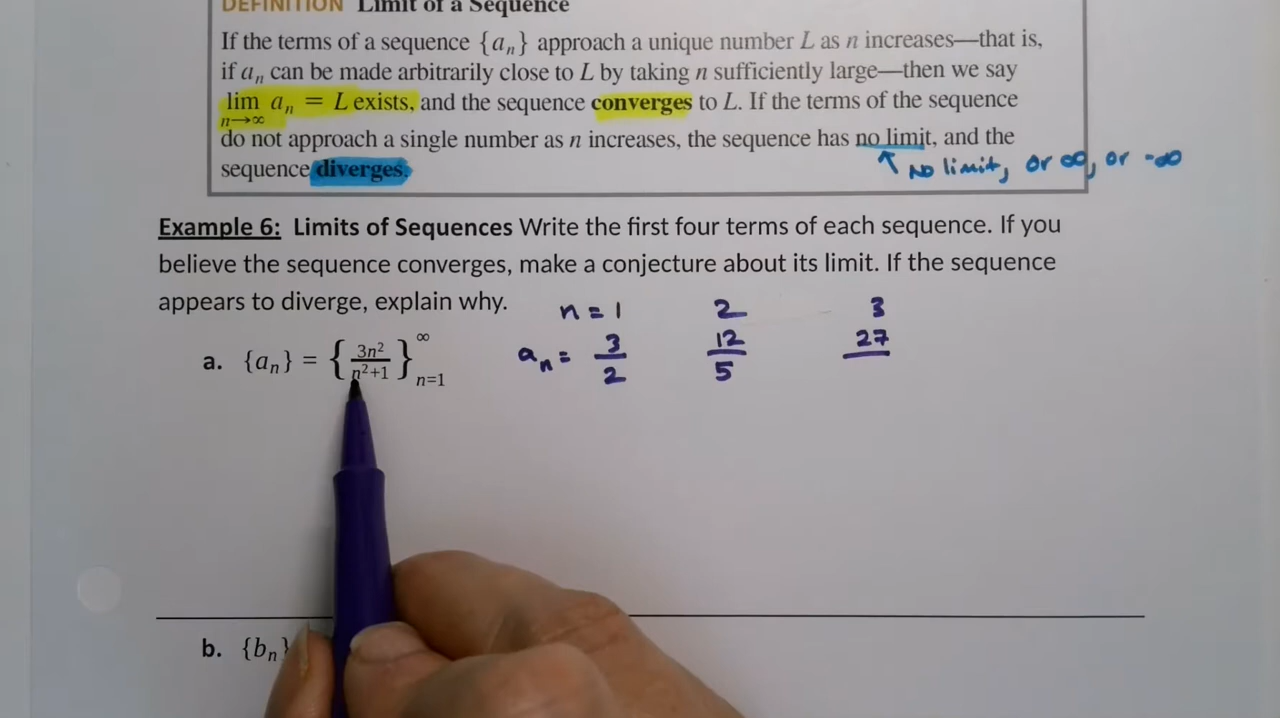 DEFINITION Limit of a Sequence
If the terms of a sequence {aₙ} approach a unique number L as n increases—that is,
if aₙ can be made arbitrarily close to L by taking n sufficiently large—then we say
lim n→∞ aₙ = L exists, and the sequence converges to L. If the terms of the sequence
do not approach a single number as n increases, the sequence has no limit, and the
sequence diverges.
↑ No limit, or ∞, or -∞
Example 6: Limits of Sequences Write the first four terms of each sequence. If you
believe the sequence converges, make a conjecture about its limit. If the sequence
appears to diverge, explain why.
n = 1 2 3
a. {aₙ} = {3n²/n²+1}∞ n=1
aₙ = 3/2 12/5 27
b. {bₙ}